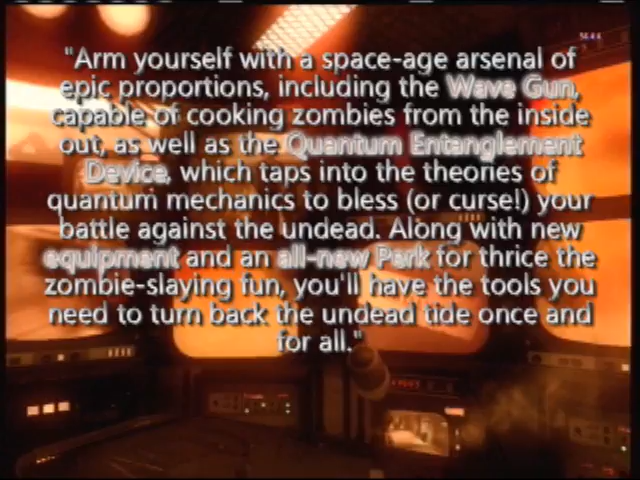 "Arm yourself with a space-age arsenal of
epic proportions, including the Wave Gun,
capable of cooking zombies from the inside
out, as well as the Quantum Entanglement
Device, which taps into the theories of
quantum mechanics to bless (or curse!) your
battle against the undead. Along with new
equipment and an all-new Perk for thrice the
zombie-slaying fun, you'll have the tools you
need to turn back the undead tide once and
for all."